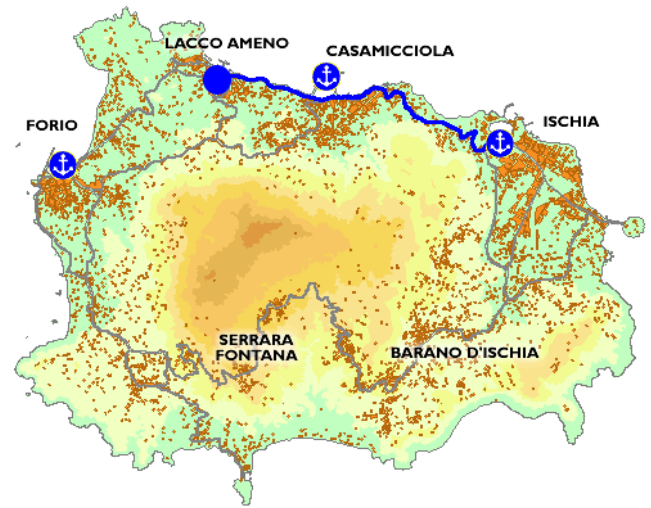 LACCO AMENO
CASAMICCIOLA
FORIO
ISCHIA
SERRARA
FONTANA
BARANO D'ISCHIA